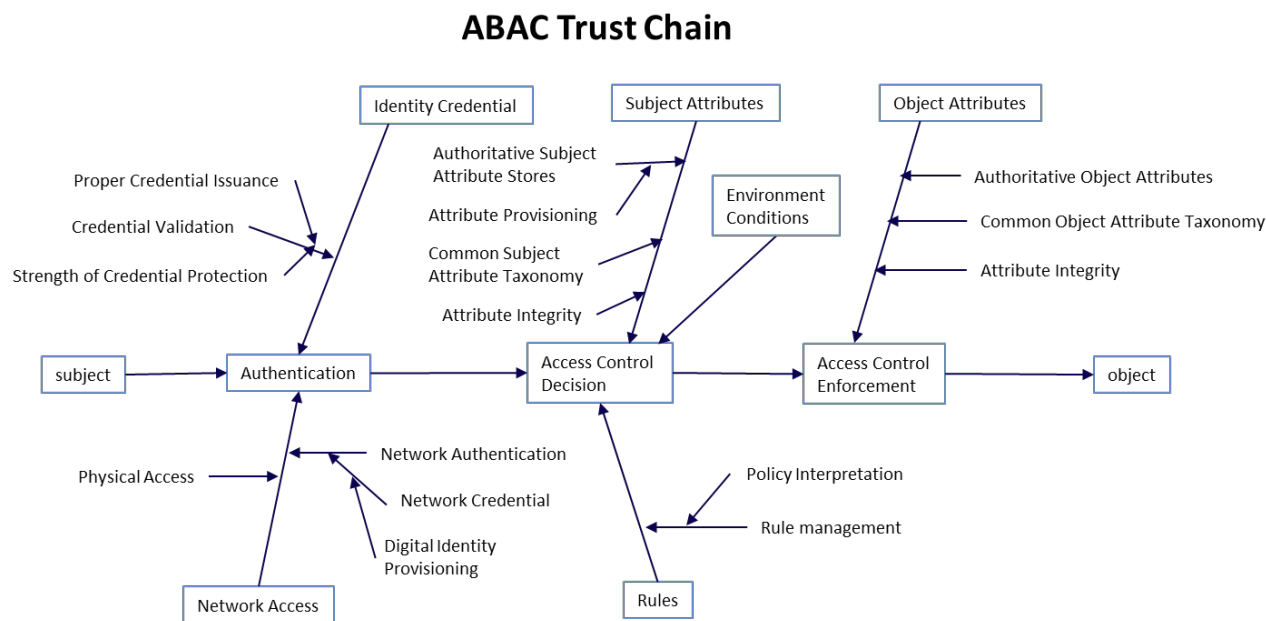 ABAC Trust Chain
Identity Credential
Subject Attributes
Object Attributes
Proper Credential Issuance
Credential Validation
Strength of Credential Protection
Authoritative Subject
Attribute Stores
Attribute Provisioning
Common Subject
Attribute Taxonomy
Attribute Integrity
Environment
Conditions
Authoritative Object Attributes
Common Object Attribute Taxonomy
Attribute Integrity
subject
Authentication
Access Control
Decision
Access Control
Enforcement
object
Physical Access
Network Authentication
Network Credential
Digital Identity
Provisioning
Policy Interpretation
Rule management
Network Access
Rules